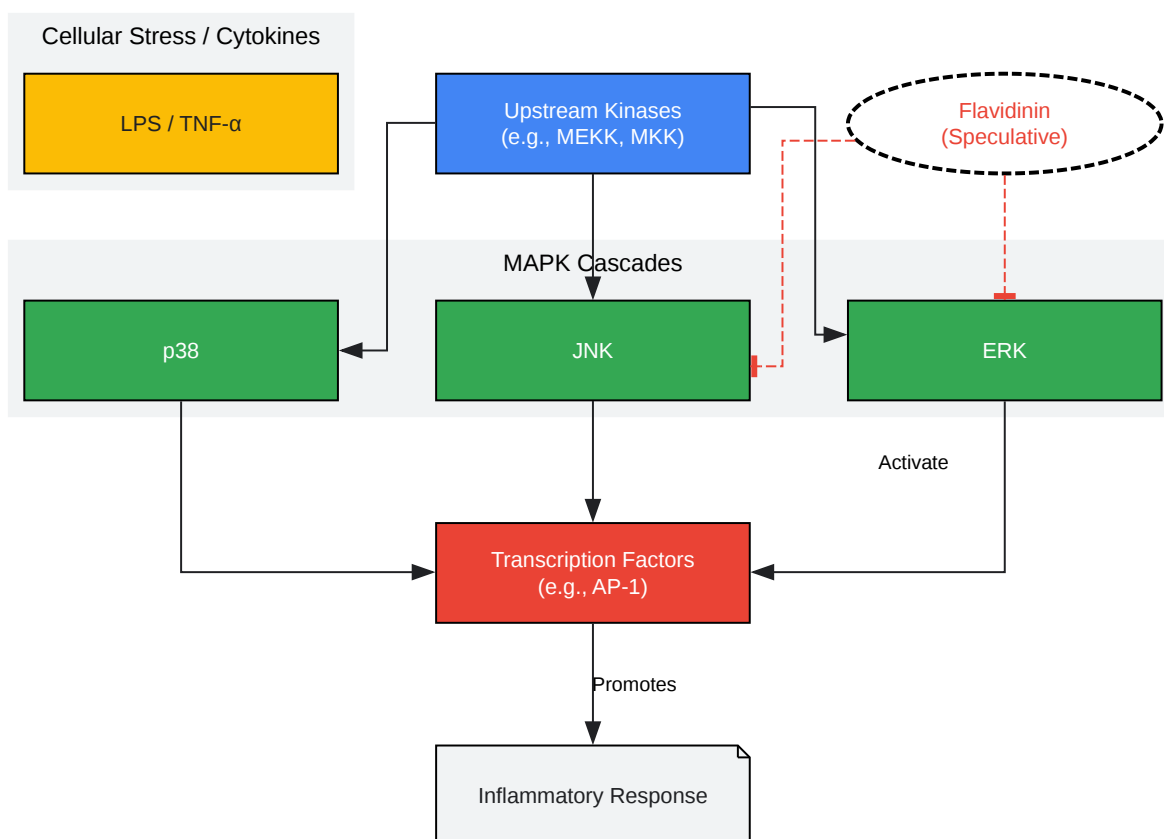 Cellular Stress / Cytokines
LPS / TNF-α
Upstream Kinases
(e.g., MEKK, MKK)
Flavidinin
(Speculative)
MAPK Cascades
p38
JNK
ERK
Activate
Transcription Factors
(e.g., AP-1)
Promotes
Inflammatory Response